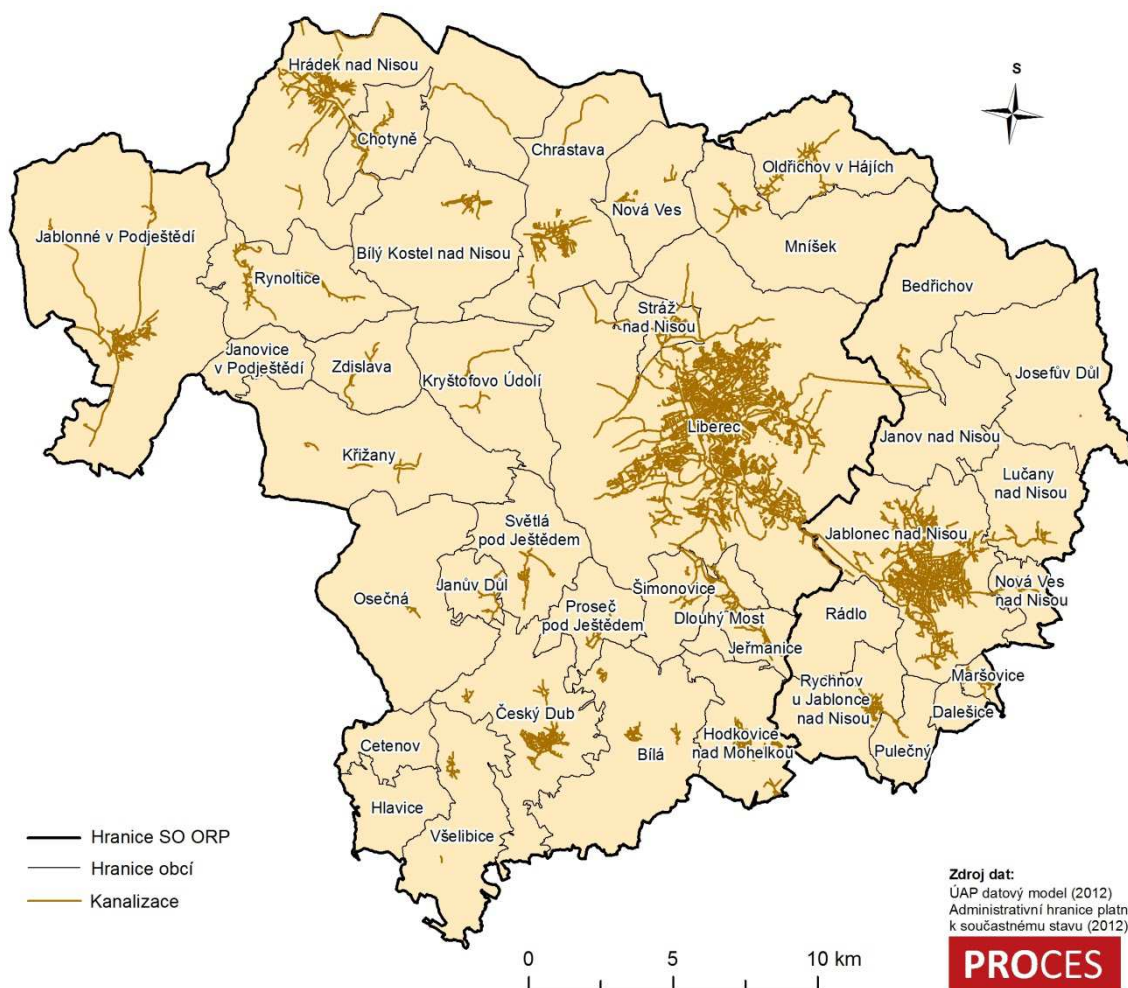 S
Hrádek nad Nisou
Chotyně
Chrastava
Oldřichov v Hájích
Nová Ves
Jablonné v Podještědí
Bílý Kostel nad Nisou
Mníšek
Rynoltice
Bedřichov
Stráž
nad Nisou
Janovice
v Podještědí
Zdislava
Kryštofovo Údolí
Josefův Důl
Liberec
Janov nad Nisou
Křižany
Lučany
nad Nisou
Světlá
pod Ještědem
Jablonec nad Nisou
Janův Důl
Osečná
Šimonovice
Nová Ves
nad Nisou
Proseč
pod Ještědem
Dlouhý Most
Rádlo
Jeřmanice
Maršovice
Rychnov
u Jablonce
nad Nisou
Dalešice
Český Dub
Hodkovice
nad Mohelkou
Cetenov
Bílá
Pulečný
Hlavice
Všelibice
Hranice SO ORP
Hranice obcí
Kanalizace
0 5 10 km
Zdroj dat:
ÚAP datový model (2012)
Administrativní hranice platn
k součastnému stavu (2012)
PROCES